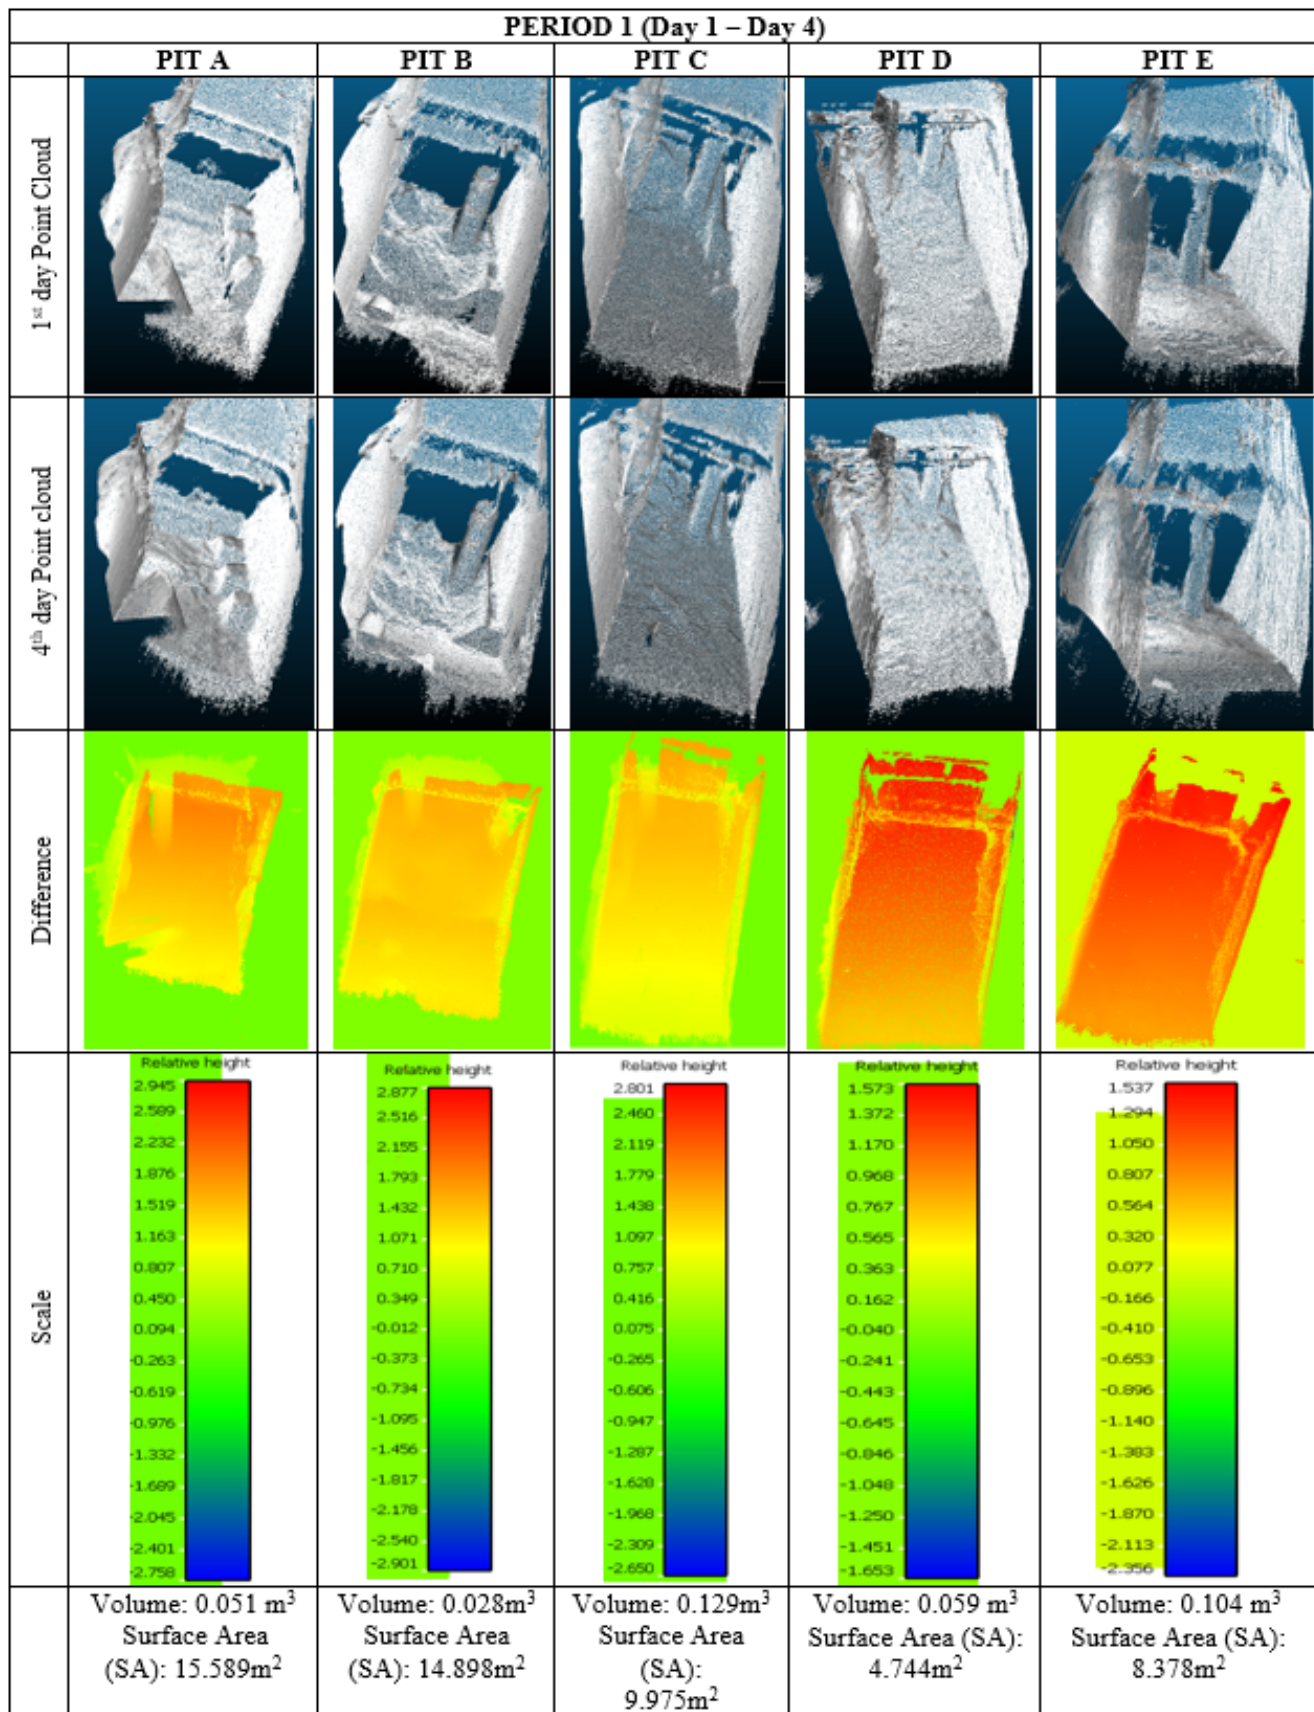 PERIOD 1 (Day 1 – Day 4)
PIT A
PIT B
PIT C
PIT D
PIT E
1st day Point Cloud
4th day Point cloud
Difference
Scale
Relative height
2.945
2.589
2.232
1.876
1.519
1.163
0.807
0.450
0.094
-0.263
-0.619
-0.976
-1.332
-1.689
-2.045
-2.401
-2.758
Relative height
2.877
2.516
2.155
1.793
1.432
1.071
0.710
0.349
-0.012
-0.373
-0.734
-1.095
-1.456
-1.817
-2.178
-2.540
-2.901
Relative height
2.801
2.460
2.119
1.779
1.438
1.097
0.757
0.416
0.075
-0.265
-0.606
-0.947
-1.287
-1.628
-1.968
-2.309
-2.650
Relative height
1.573
1.372
1.170
0.968
0.767
0.565
0.363
0.162
-0.040
-0.241
-0.443
-0.645
-0.846
-1.048
-1.250
-1.451
-1.653
Relative height
1.537
1.294
1.050
0.807
0.564
0.320
0.077
-0.166
-0.410
-0.653
-0.896
-1.140
-1.383
-1.626
-1.870
-2.113
-2.356
Volume: 0.051 m³
Surface Area
(SA): 15.589m²
Volume: 0.028m³
Surface Area
(SA): 14.898m²
Volume: 0.129m³
Surface Area
(SA):
9.975m²
Volume: 0.059 m³
Surface Area (SA):
4.744m²
Volume: 0.104 m³
Surface Area (SA):
8.378m²